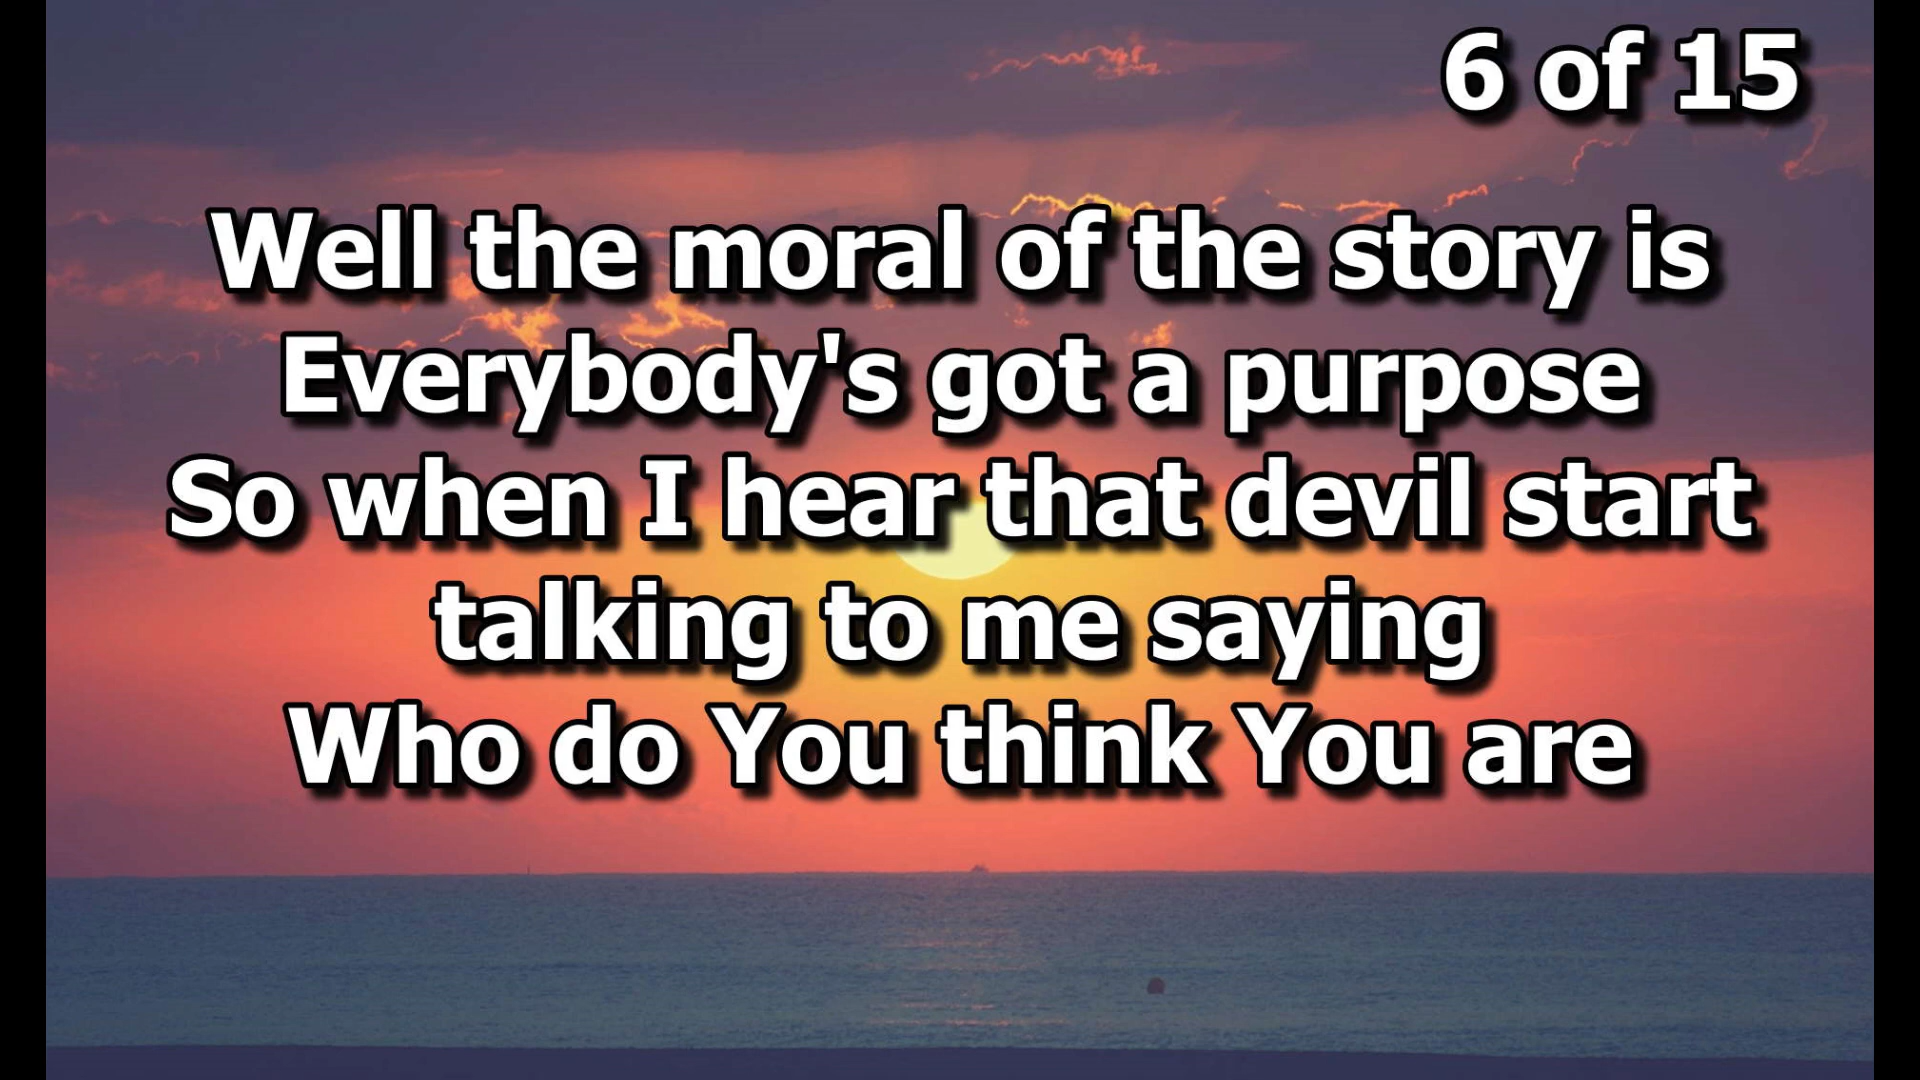 6 of 15
Well the moral of the story is
Everybody's got a purpose
So when I hear that devil start
talking to me saying
Who do You think You are